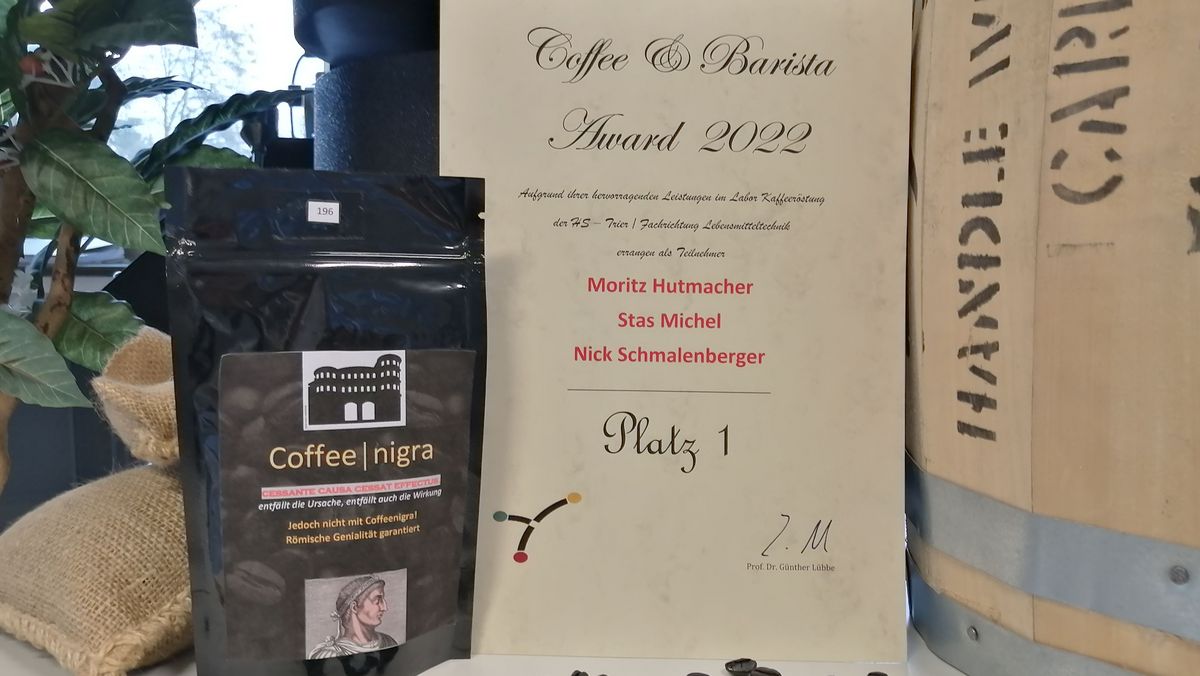 196
Coffee|nigra
CESSANTE CAUSA CESSAT EFFECTUS
entfällt die Ursache, entfällt auch die Wirkung
Jedoch nicht mit Coffeenigra!
Römische Genialität garantiert
Coffee & Barista
Award 2022
Aufgrund ihrer hervorragenden Leistungen im Labor Kaffeeröstung
der HS – Trier | Fachrichtung Lebensmitteltechnik
errangen als Teilnehmer
Moritz Hutmacher
Stas Michel
Nick Schmalenberger
Platz 1
Prof. Dr. Günther Lübbe